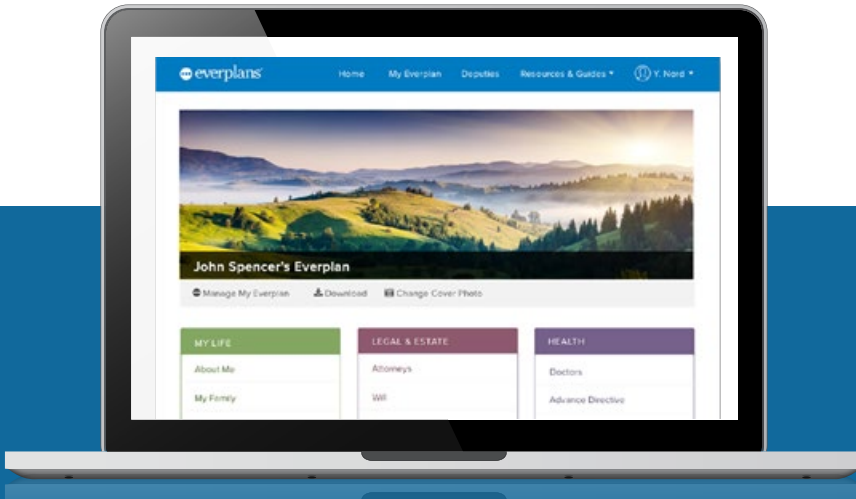 everplans
Home My Everplan Deputies Resources & Guides Y. Nord
John Spencer's Everplan
Manage My Everplan Download Change Cover Photo
MY LIFE LEGAL & ESTATE HEALTH
About Me Attorneys Doctors
My Family Will Advance Directive